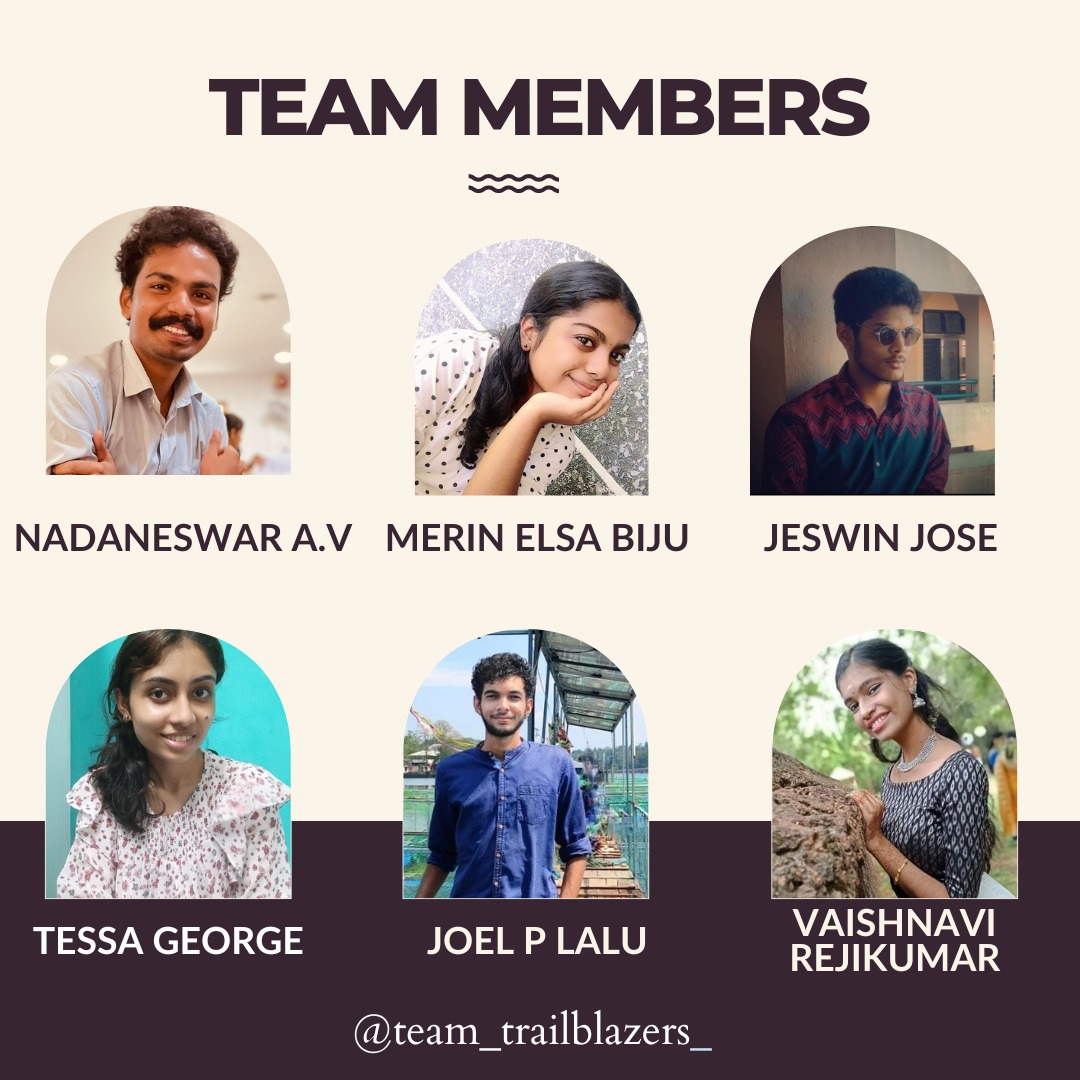 TEAM MEMBERS
NADANESWAR A.V
MERIN ELSA BIJU
JESWIN JOSE
TESSA GEORGE
JOEL P LALU
VAISHNAVI
REJIKUMAR
@team_trailblazers_